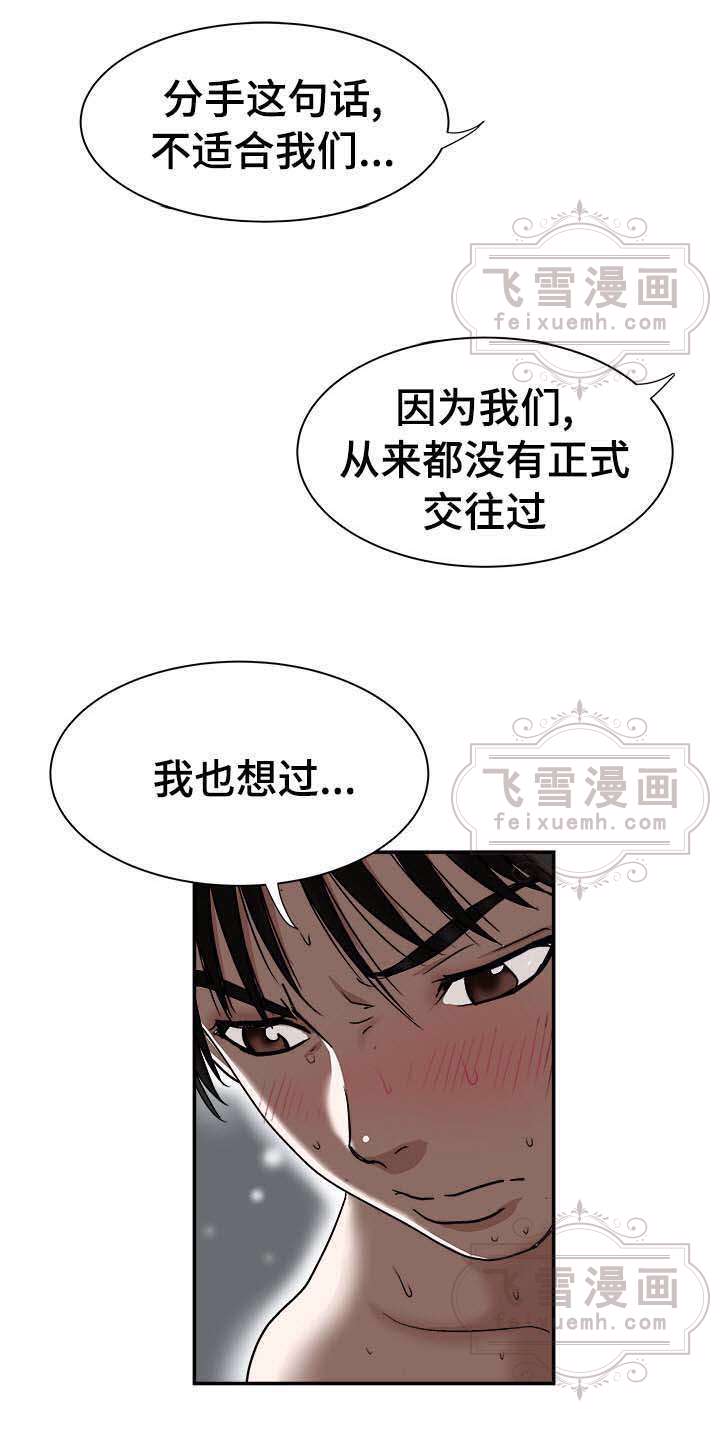 分手这句话,
不适合我们...
飞雪漫画
feixuemh.com
因为我们,
从来都没有正式
交往过
我也想过...
飞雪漫画
feixuemh.com
飞雪漫画
feixuemh.com